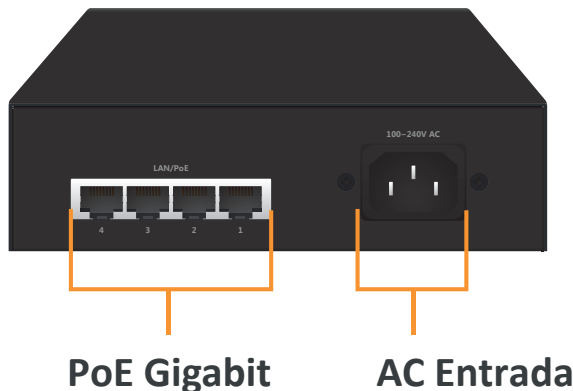 100~240V AC
LAN/PoE
4 3 2 1
PoE Gigabit
AC Entrada